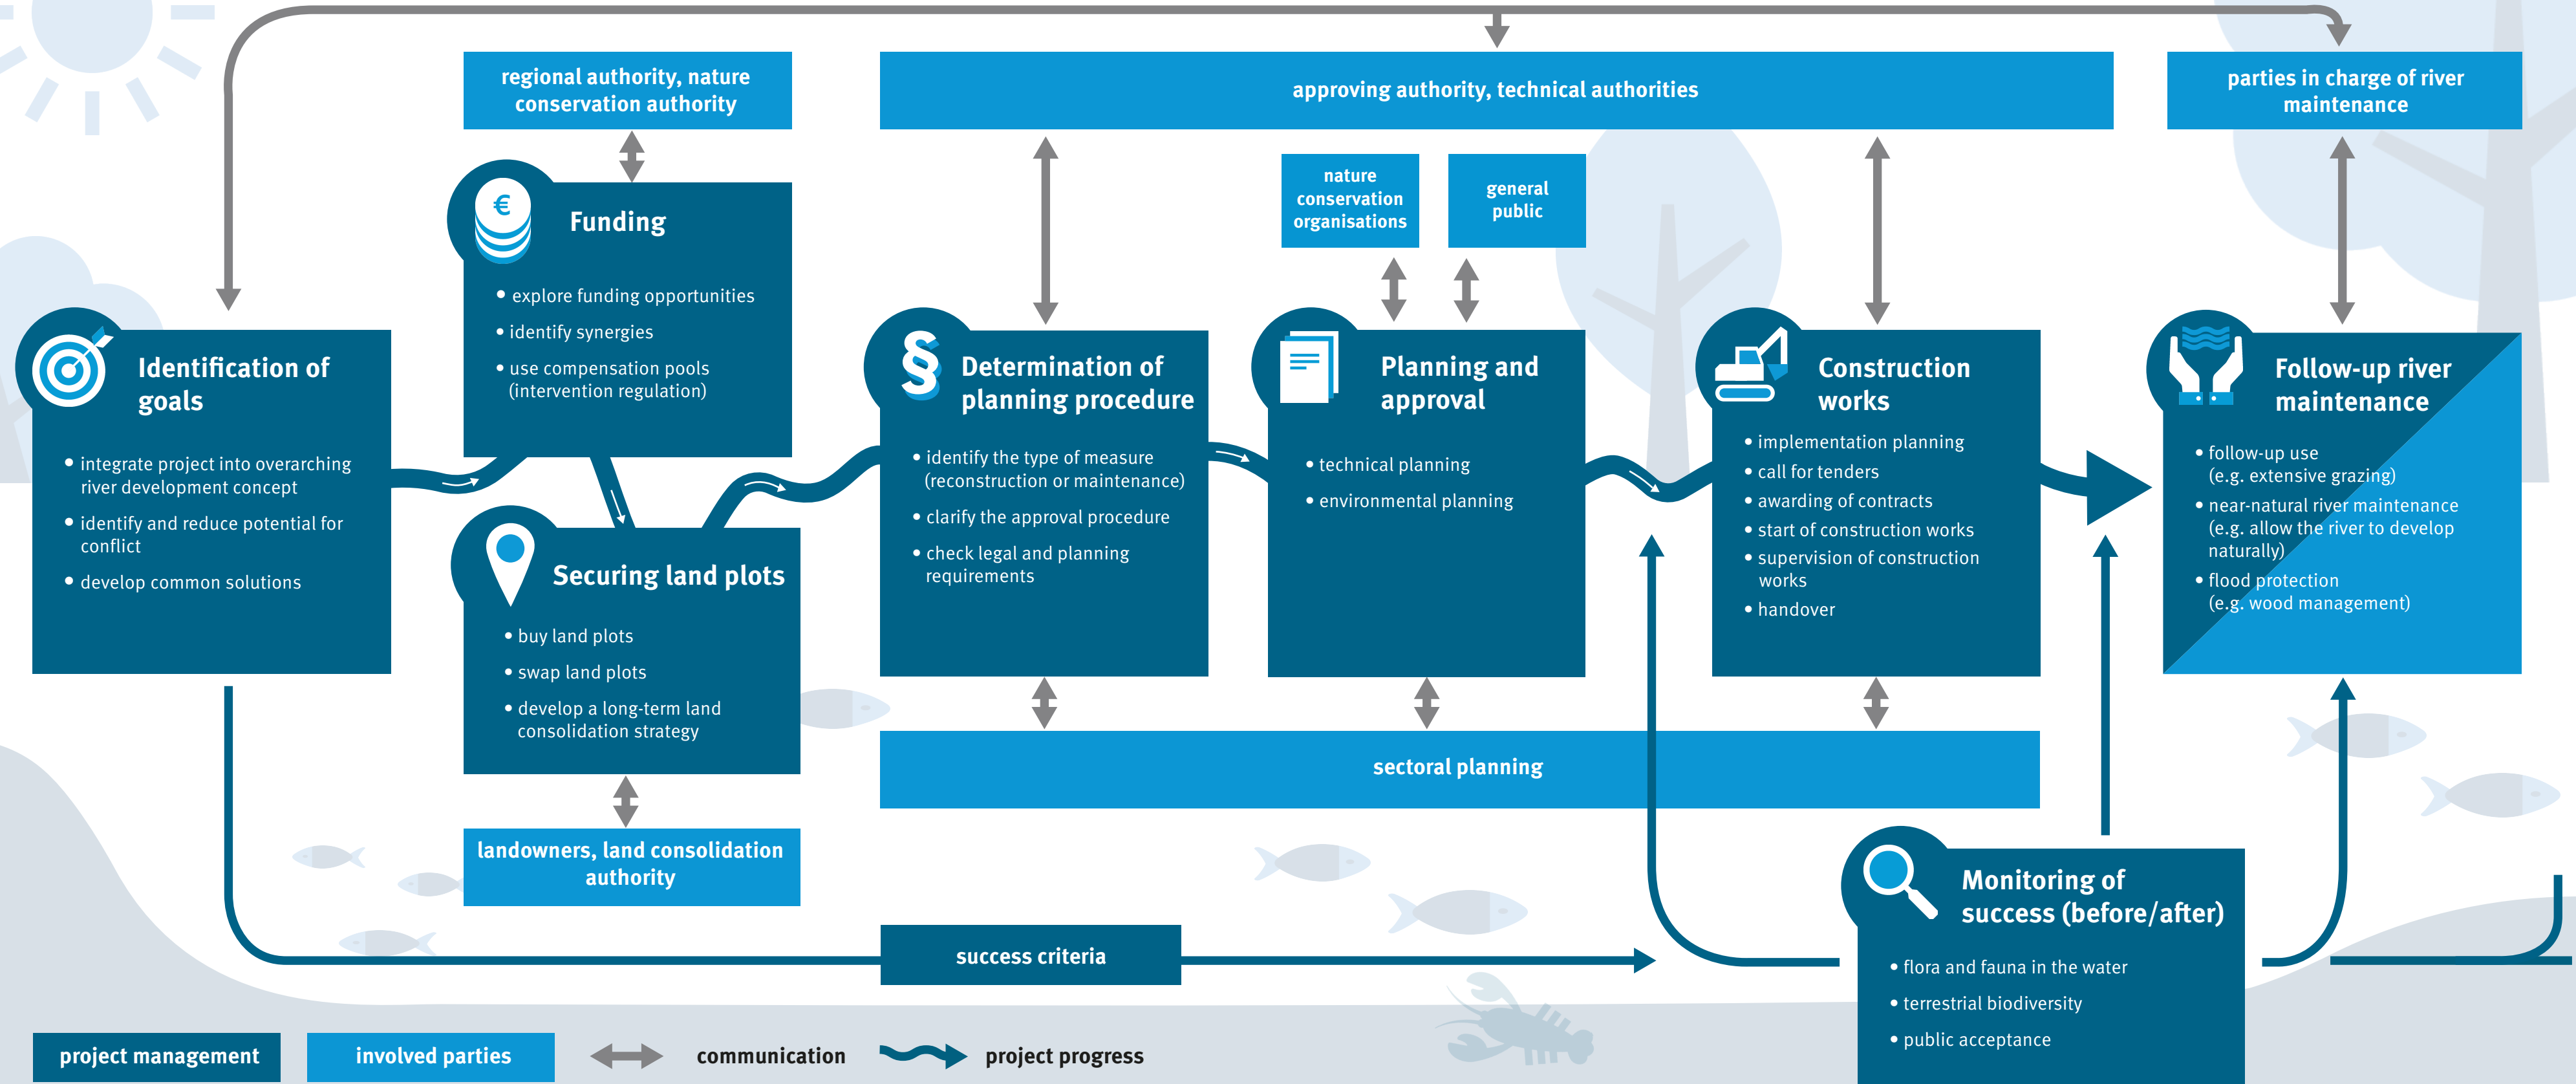 regional authority, nature
conservation authority
approving authority, technical authorities
parties in charge of river
maintenance
nature
conservation
organisations
general
public
Identification of
goals
• integrate project into overarching
river development concept
• identify and reduce potential for
conflict
• develop common solutions
€
Funding
• explore funding opportunities
• identify synergies
• use compensation pools
(intervention regulation)
Securing land plots
• buy land plots
• swap land plots
• develop a long-term land
consolidation strategy
landowners, land consolidation
authority
§
Determination of
planning procedure
• identify the type of measure
(reconstruction or maintenance)
• clarify the approval procedure
• check legal and planning
requirements
Planning and
approval
• technical planning
• environmental planning
Construction
works
• implementation planning
• call for tenders
• awarding of contracts
• start of construction works
• supervision of construction
works
• handover
Follow-up river
maintenance
• follow-up use
(e.g. extensive grazing)
• near-natural river maintenance
(e.g. allow the river to develop
naturally)
• flood protection
(e.g. wood management)
sectoral planning
success criteria
Monitoring of
success (before/after)
• flora and fauna in the water
• terrestrial biodiversity
• public acceptance
project management
involved parties
communication
project progress